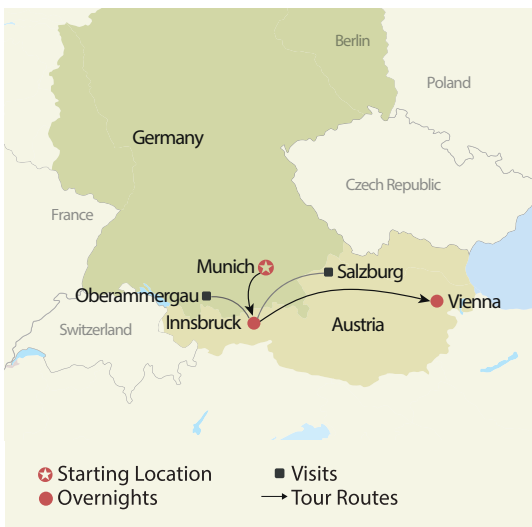 Berlin
Poland
Germany
Czech Republic
France
Munich
Salzburg
Oberammergau
Vienna
Innsbruck
Austria
Switzerland
Starting Location
Visits
Overnights
Tour Routes